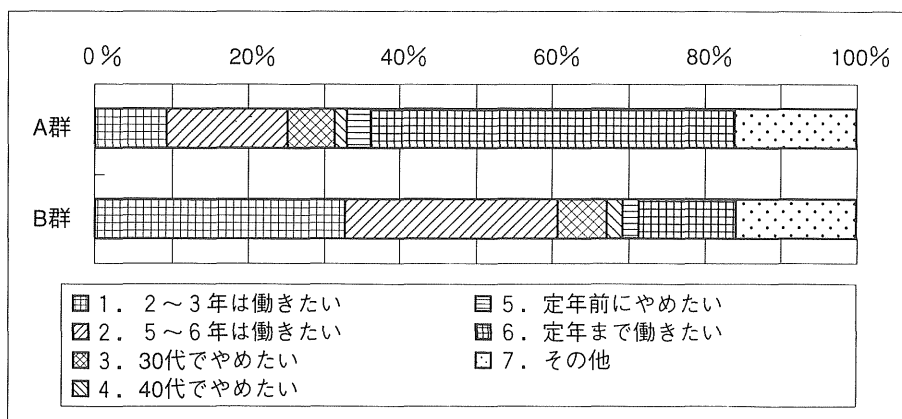 0% 20% 40% 60% 80% 100%
A群
B群
1. 2〜3年は働きたい
2. 5〜6年は働きたい
3. 30代でやめたい
4. 40代でやめたい
5. 定年前にやめたい
6. 定年まで働きたい
7. その他